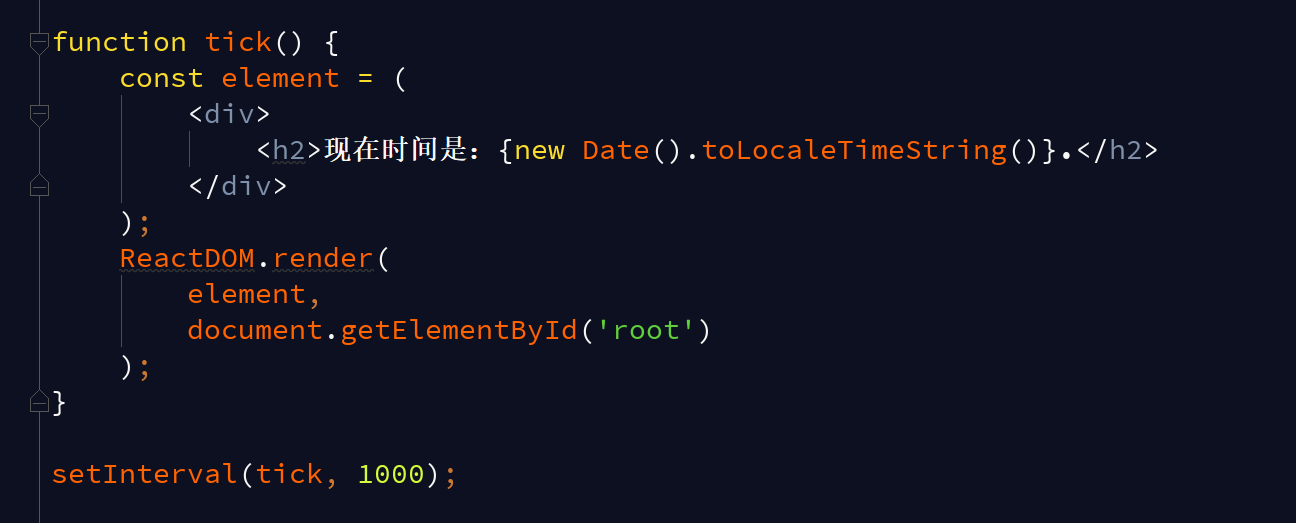 function tick() {
    const element = (
        <div>
            <h2>现在时间是：{new Date().toLocaleTimeString()}.</h2>
        </div>
    );
    ReactDOM.render(
        element,
        document.getElementById('root')
    );
}
setInterval(tick, 1000);